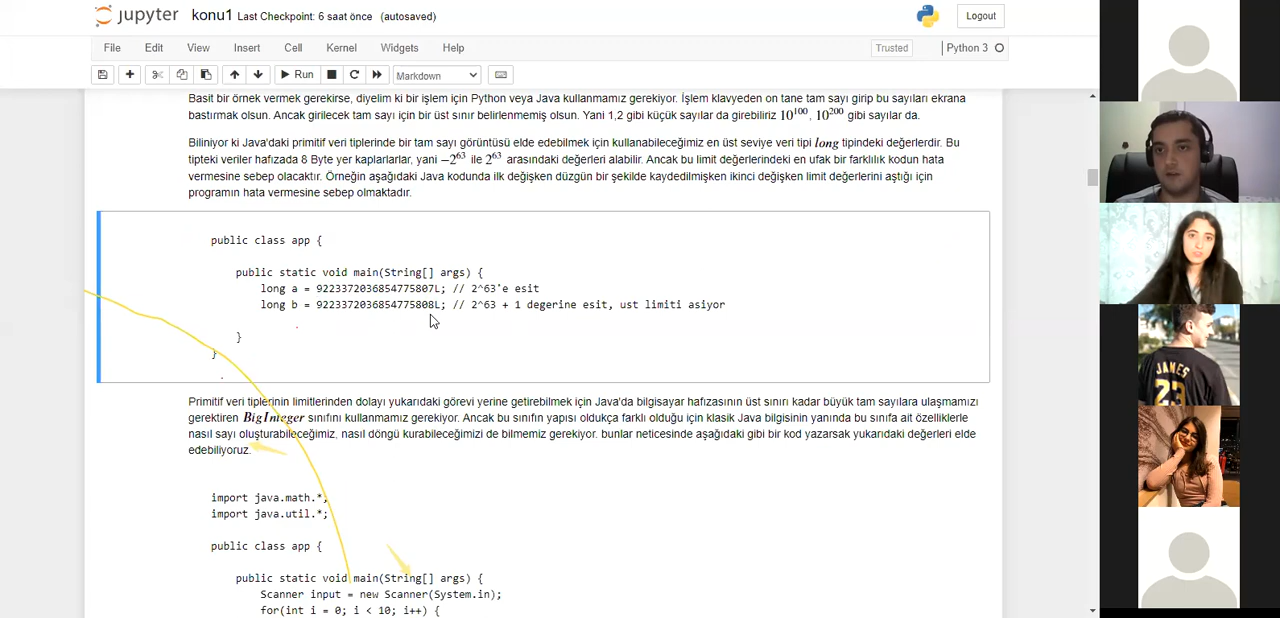 jupyter konu1 Last Checkpoint: 6 saat önce (autosaved)
Logout
File Edit View Insert Cell Kernel Widgets Help
Trusted Python 3
Run Markdown
Basit bir örnek vermek gerekirse, diyelim ki bir işlem için Python veya Java kullanmamız gerekiyor. İşlem klavyeden on tane tam sayı girip bu sayıları ekrana
bastırmak olsun. Ancak girilecek tam sayı için bir üst sınır belirlenmemiş olsun. Yani 1,2 gibi küçük sayılar da girebiliriz 10^100, 10^200 gibi sayılar da.
Biliniyor ki Java'daki primitif veri tiplerinde bir tam sayı görüntüsü elde edebilmek için kullanabileceğimiz en üst seviye veri tipi long tipindeki değerlerdir. Bu
tipteki veriler hafızada 8 Byte yer kaplarlarlar, yani −2^63 ile 2^63 arasındaki değerleri alabilir. Ancak bu limit değerlerindeki en ufak bir farklılık kodun hata
vermesine sebep olacaktır. Örneğin aşağıdaki Java kodunda ilk değişken düzgün bir şekilde kaydedilmişken ikinci değişken limit değerlerini aştığı için
programın hata vermesine sebep olmaktadır.
public class app {
public static void main(String[] args) {
long a = 9223372036854775807L; // 2^63'e esit
long b = 9223372036854775808L; // 2^63 + 1 degerine esit, ust limiti asiyor
}
}
Primitif veri tiplerinin limitlerinden dolayı yukarıdaki görevi yerine getirebilmek için Java'da bilgisayar hafızasının üst sınırı kadar büyük tam sayılara ulaşmamızı
gerektiren BigInteger sınıfını kullanmamız gerekiyor. Ancak bu sınıfın yapısı oldukça farklı olduğu için klasik Java bilgisinin yanında bu sınıfa ait özelliklerle
nasıl sayı oluşturabileceğimiz, nasıl döngü kurabileceğimizi de bilmemiz gerekiyor. bunlar neticesinde aşağıdaki gibi bir kod yazarsak yukarıdaki değerleri elde
edebiliyoruz.
import java.math.*;
import java.util.*;
public class app {
public static void main(String[] args) {
Scanner input = new Scanner(System.in);
for(int i = 0; i < 10; i++) {
JAMES
23